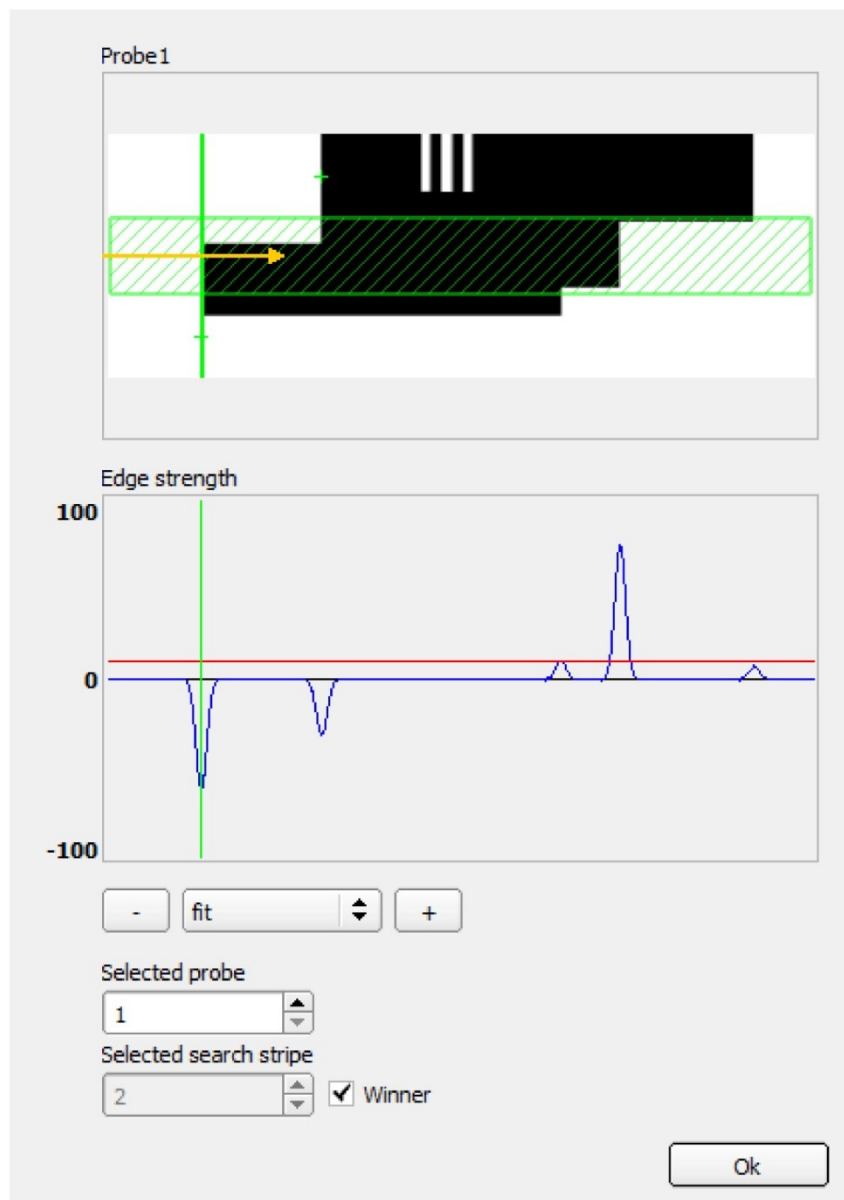 Probe1
Edge strength
100
0
-100
- fit +
Selected probe
1
Selected search stripe
2 Winner
Ok